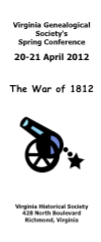 Virginia Genealogical
Society's
Spring Conference
20-21 April 2012
The War of 1812
Virginia Historical Society
428 North Boulevard
Richmond, Virginia